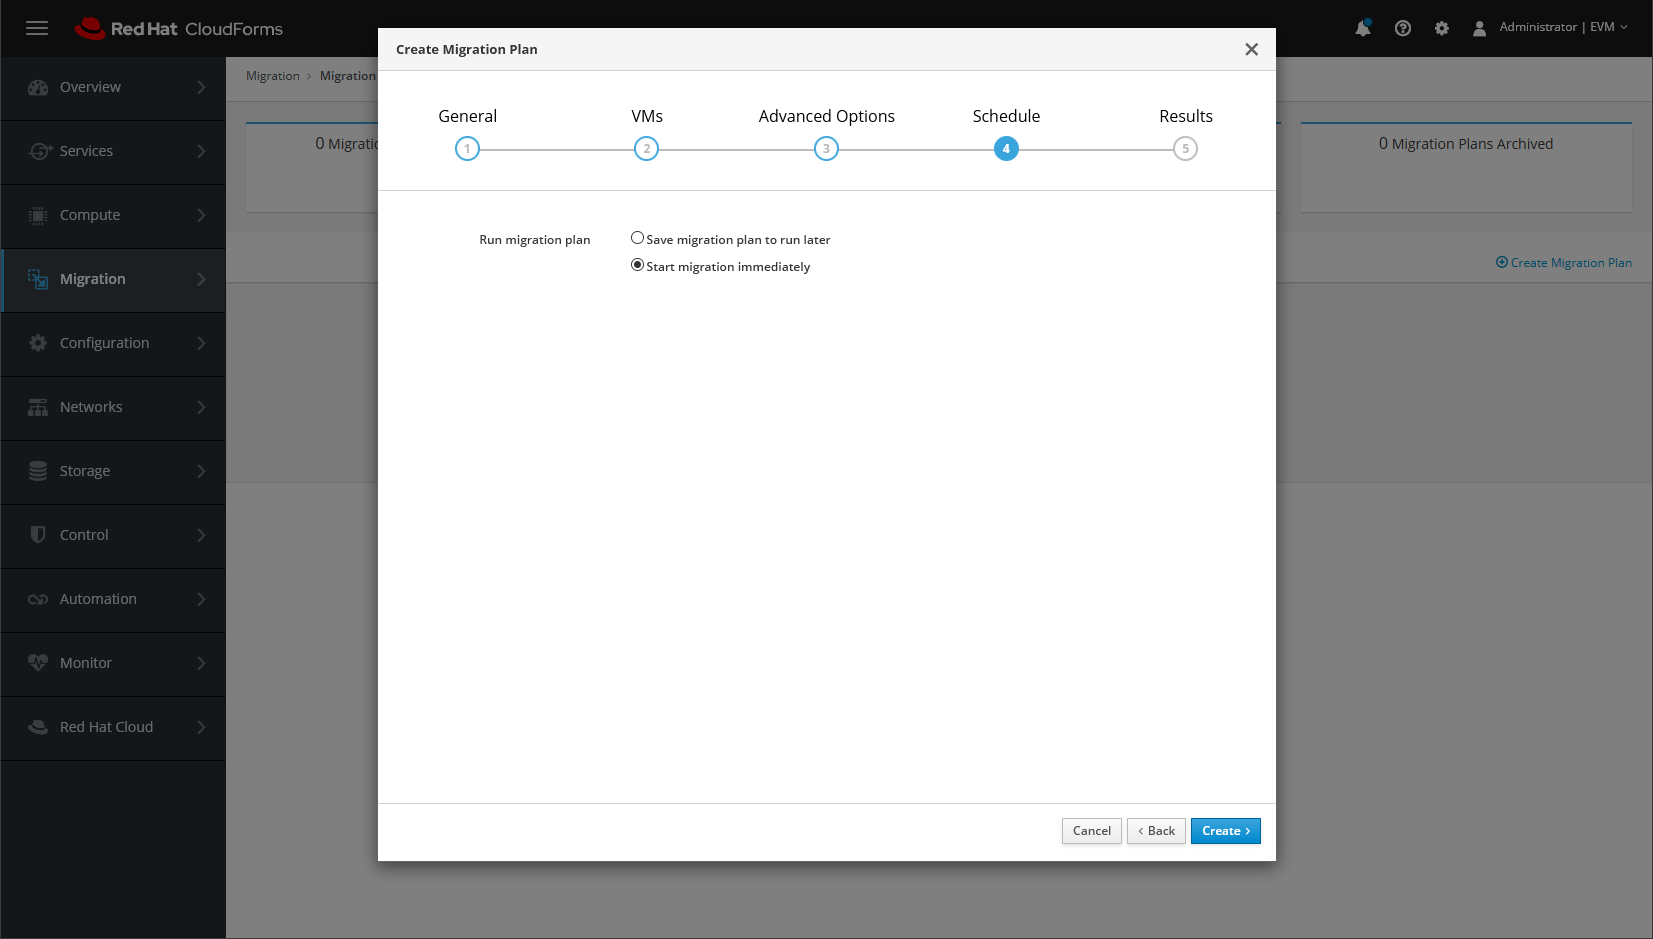 Red Hat CloudForms
Administrator | EVM
Create Migration Plan
Overview
Services
Compute
Migration
Configuration
Networks
Storage
Control
Automation
Monitor
Red Hat Cloud
Migration > Migration
0 Migratio
0 Migration Plans Archived
Create Migration Plan
General
VMs
Advanced Options
Schedule
Results
1
2
3
4
5
Run migration plan
Save migration plan to run later
Start migration immediately
Cancel
< Back
Create >